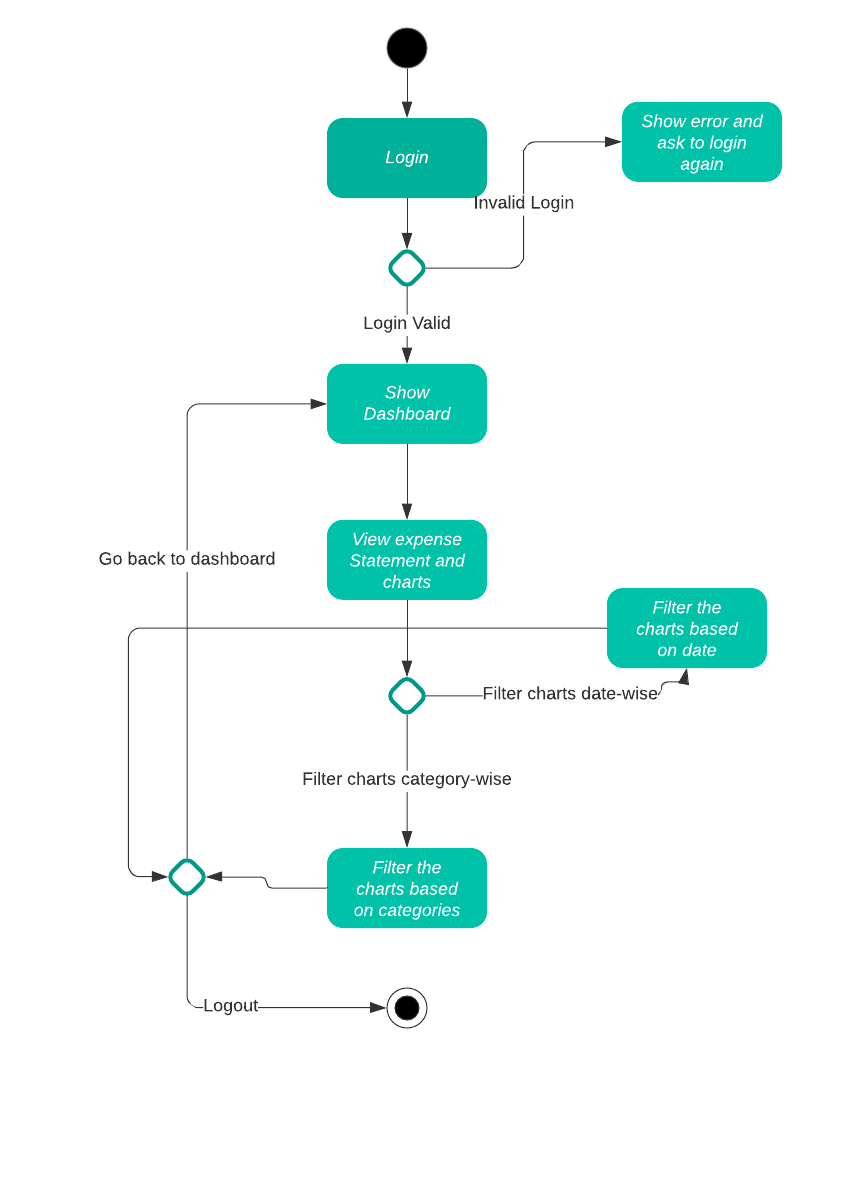 Login
Show error and
ask to login
again
Invalid Login
Login Valid
Show
Dashboard
View expense
Statement and
charts
Go back to dashboard
Filter the
charts based
on date
Filter charts date-wise
Filter charts category-wise
Filter the
charts based
on categories
Logout